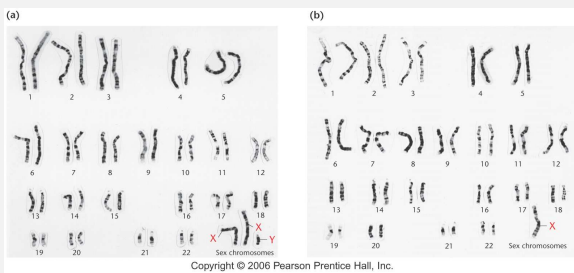 (a)
1 2 3 4 5
6 7 8 9 10 11 12
13 14 15 16 17 18
X X Y
19 20 21 22 Sex chromosomes
(b)
1 2 3 4 5
6 7 8 9 10 11 12
13 14 15 16 17 18
X
19 20 21 22 Sex chromosomes
Copyright © 2006 Pearson Prentice Hall, Inc.